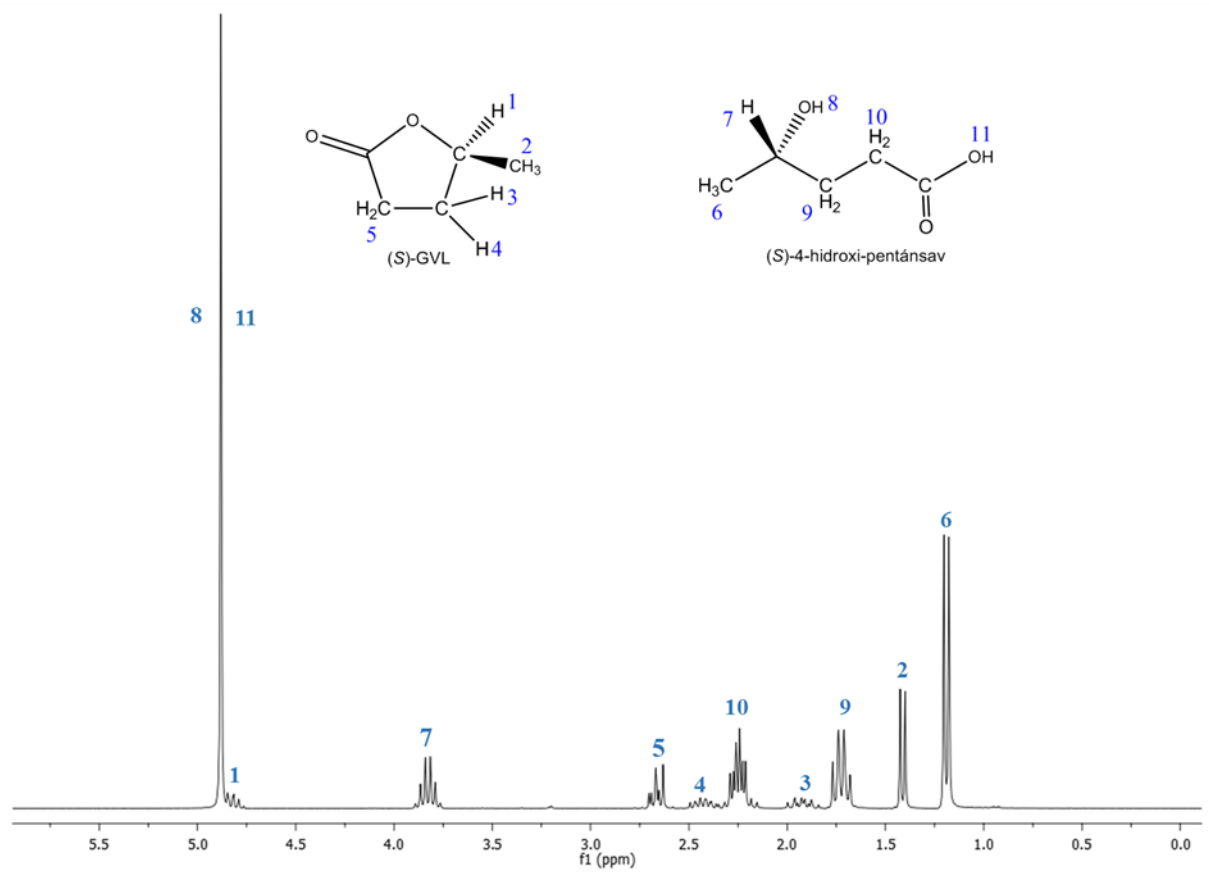 H 1
O
O
2
C
CH₃
H₂C
C
H 3
5
H4
(S)-GVL
H OH 8
7
10
H₂
C
11
OH
H₃C
6
C
H₂
9
O
(S)-4-hidroxi-pentánsav
8 11
1
7
5
4
10
3
9
2
6
5.5 5.0 4.5 4.0 3.5 3.0 2.5 2.0 1.5 1.0 0.5 0.0
f1 (ppm)